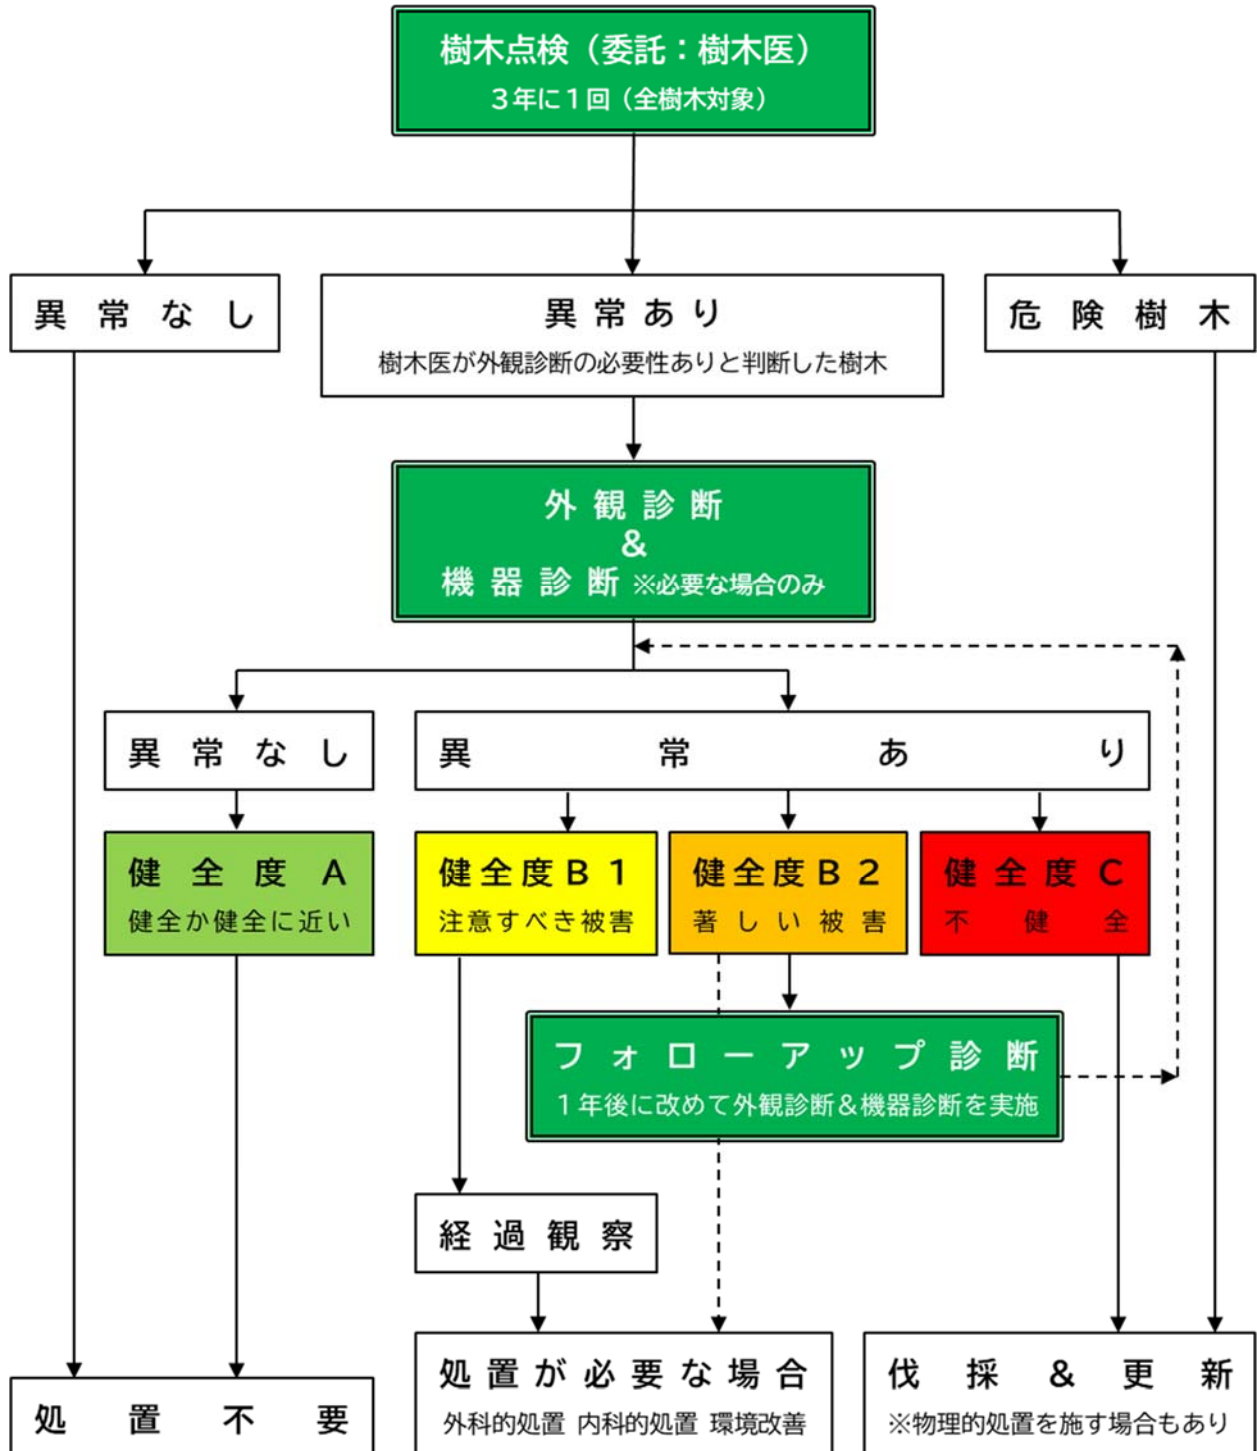 樹木点検（委託：樹木医）
３年に１回（全樹木対象）
異常なし
異常あり
樹木医が外観診断の必要性ありと判断した樹木
危険樹木
外観診断
＆
機器診断 ※必要な場合のみ
異常なし
異常あり
健全度Ａ
健全か健全に近い
健全度Ｂ１
注意すべき被害
健全度Ｂ２
著しい被害
健全度Ｃ
不健全
フォローアップ診断
１年後に改めて外観診断＆機器診断を実施
経過観察
処置不要
処置が必要な場合
外科的処置 内科的処置 環境改善
伐採＆更新
※物理的処置を施す場合もあり